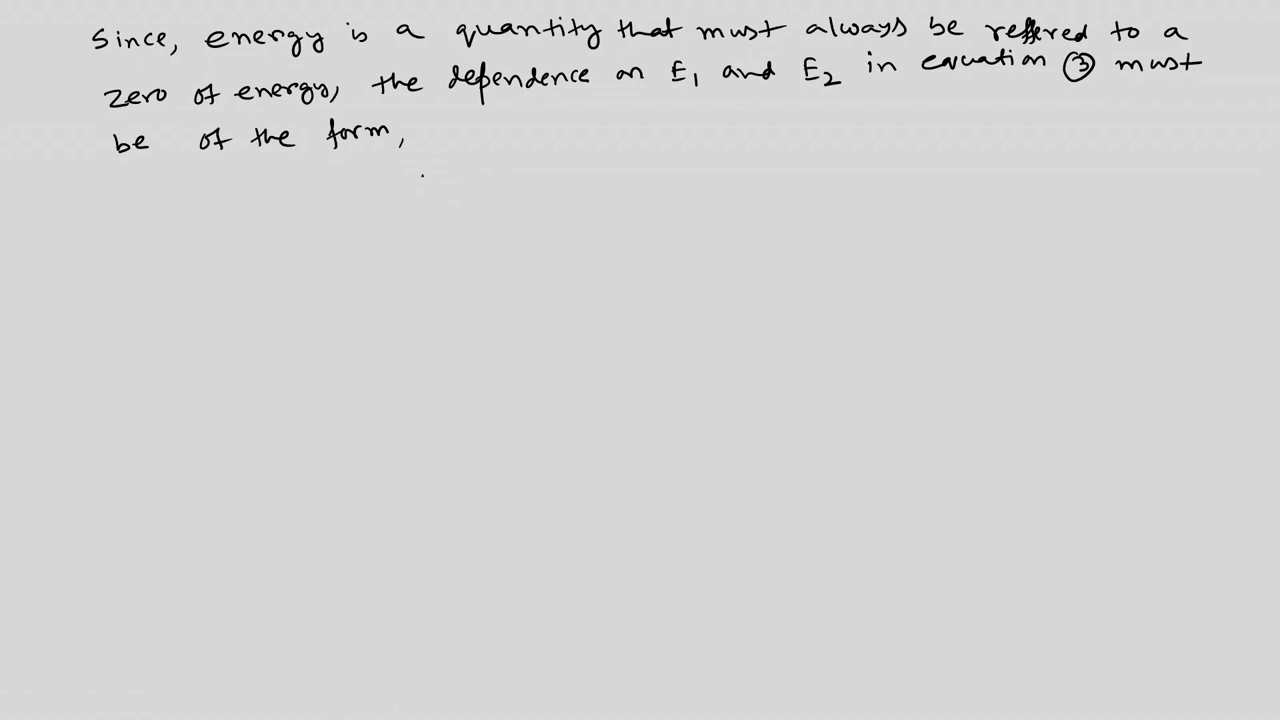 Since, energy is a quantity that must always be reffered to a
zero of energy, the dependence on E₁ and E₂ in equation ③ must
be of the form,